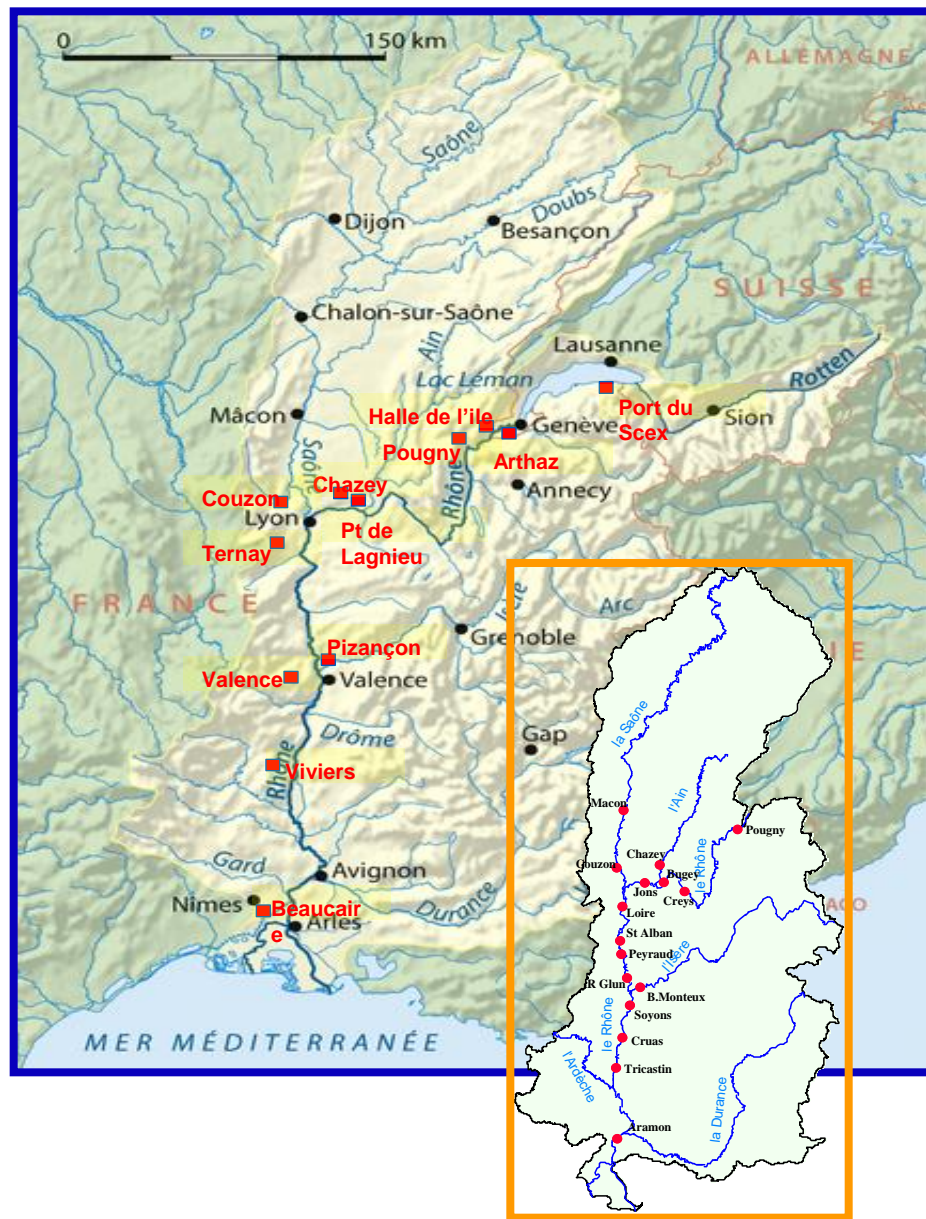 0 150 km
ALLEMAGNE
Saône
Doubs
Dijon
Besançon
SUISSE
Chalon-sur-Saône
Ain
Lausanne
Lac Léman
Rotten
Mâcon
Halle de l'ile
Genève
Port du
Scex
Sion
Pougny
Arthaz
Saône
Rhône
Annecy
Chazey
Couzon
Lyon
Pt de
Lagnieu
Ternay
FRANCE
Isère
Arc
Grenoble
Pizançon
Valence
Valence
Drôme
Gap
Rhône
Viviers
Gard
Avignon
Nîmes
Durance
Beaucair
e
Arles
MER MÉDITERRANÉE
IE
ACO
la Saône
Macon
l'Ain
Pougny
Chazey
Couzon
Bugey
le Rhône
Jons
Creys
Loire
St Alban
Peyraud
l'Isère
R Glun
B.Monteux
Soyons
le Rhône
Cruas
Tricastin
l'Ardèche
la Durance
Aramon